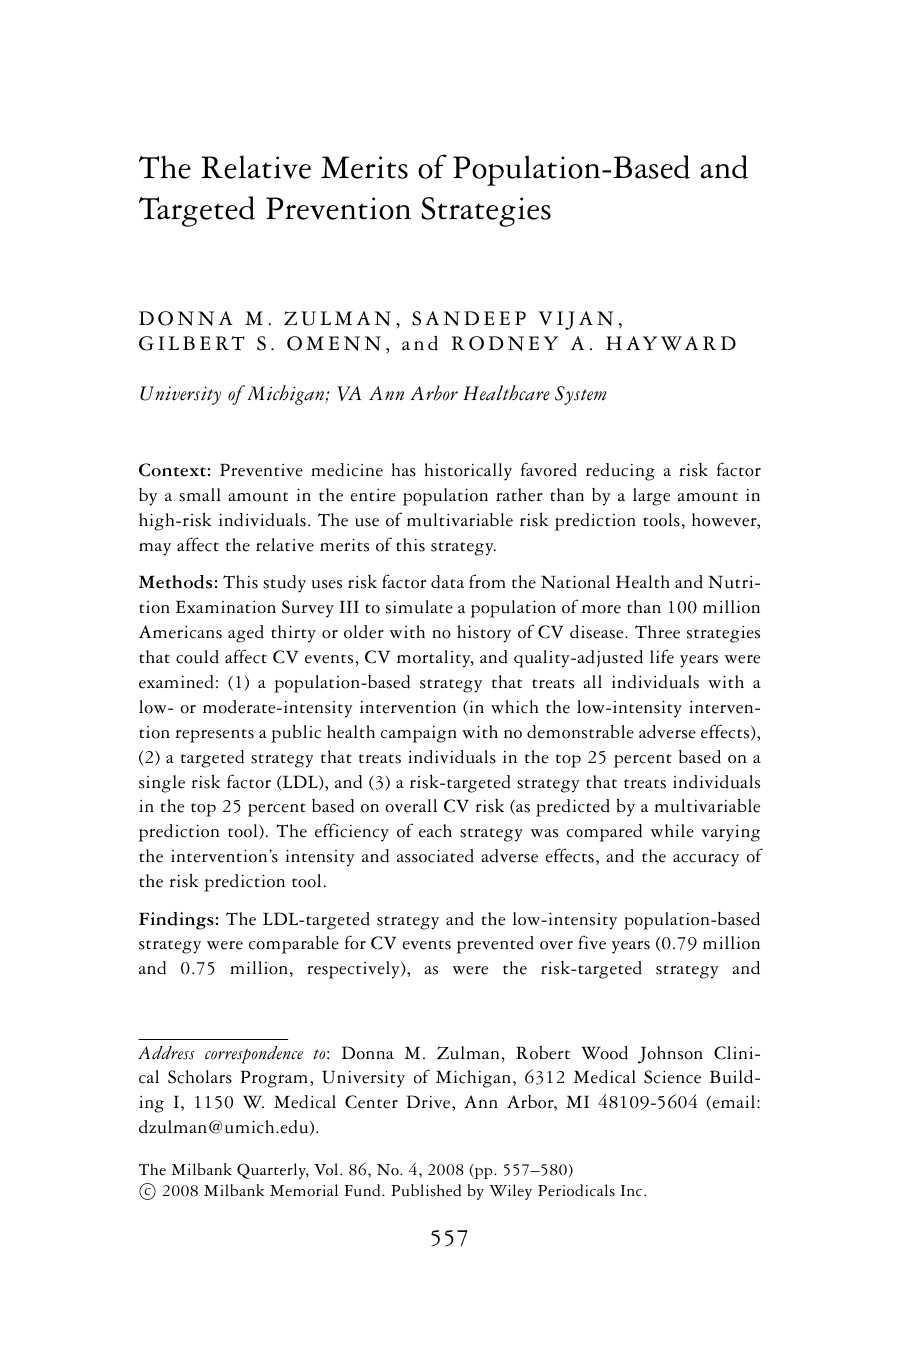 The Relative Merits of Population-Based and
Targeted Prevention Strategies
DONNA M. ZULMAN, SANDEEP VIJAN,
GILBERT S. OMENN, and RODNEY A. HAYWARD
University of Michigan; VA Ann Arbor Healthcare System
Context: Preventive medicine has historically favored reducing a risk factor
by a small amount in the entire population rather than by a large amount in
high-risk individuals. The use of multivariable risk prediction tools, however,
may affect the relative merits of this strategy.
Methods: This study uses risk factor data from the National Health and Nutri-
tion Examination Survey III to simulate a population of more than 100 million
Americans aged thirty or older with no history of CV disease. Three strategies
that could affect CV events, CV mortality, and quality-adjusted life years were
examined: (1) a population-based strategy that treats all individuals with a
low- or moderate-intensity intervention (in which the low-intensity interven-
tion represents a public health campaign with no demonstrable adverse effects),
(2) a targeted strategy that treats individuals in the top 25 percent based on a
single risk factor (LDL), and (3) a risk-targeted strategy that treats individuals
in the top 25 percent based on overall CV risk (as predicted by a multivariable
prediction tool). The efficiency of each strategy was compared while varying
the intervention's intensity and associated adverse effects, and the accuracy of
the risk prediction tool.
Findings: The LDL-targeted strategy and the low-intensity population-based
strategy were comparable for CV events prevented over five years (0.79 million
and 0.75 million, respectively), as were the risk-targeted strategy and
Address correspondence to: Donna M. Zulman, Robert Wood Johnson Clini-
cal Scholars Program, University of Michigan, 6312 Medical Science Build-
ing I, 1150 W. Medical Center Drive, Ann Arbor, MI 48109-5604 (email:
dzulman@umich.edu).
The Milbank Quarterly, Vol. 86, No. 4, 2008 (pp. 557–580)
© 2008 Milbank Memorial Fund. Published by Wiley Periodicals Inc.
557